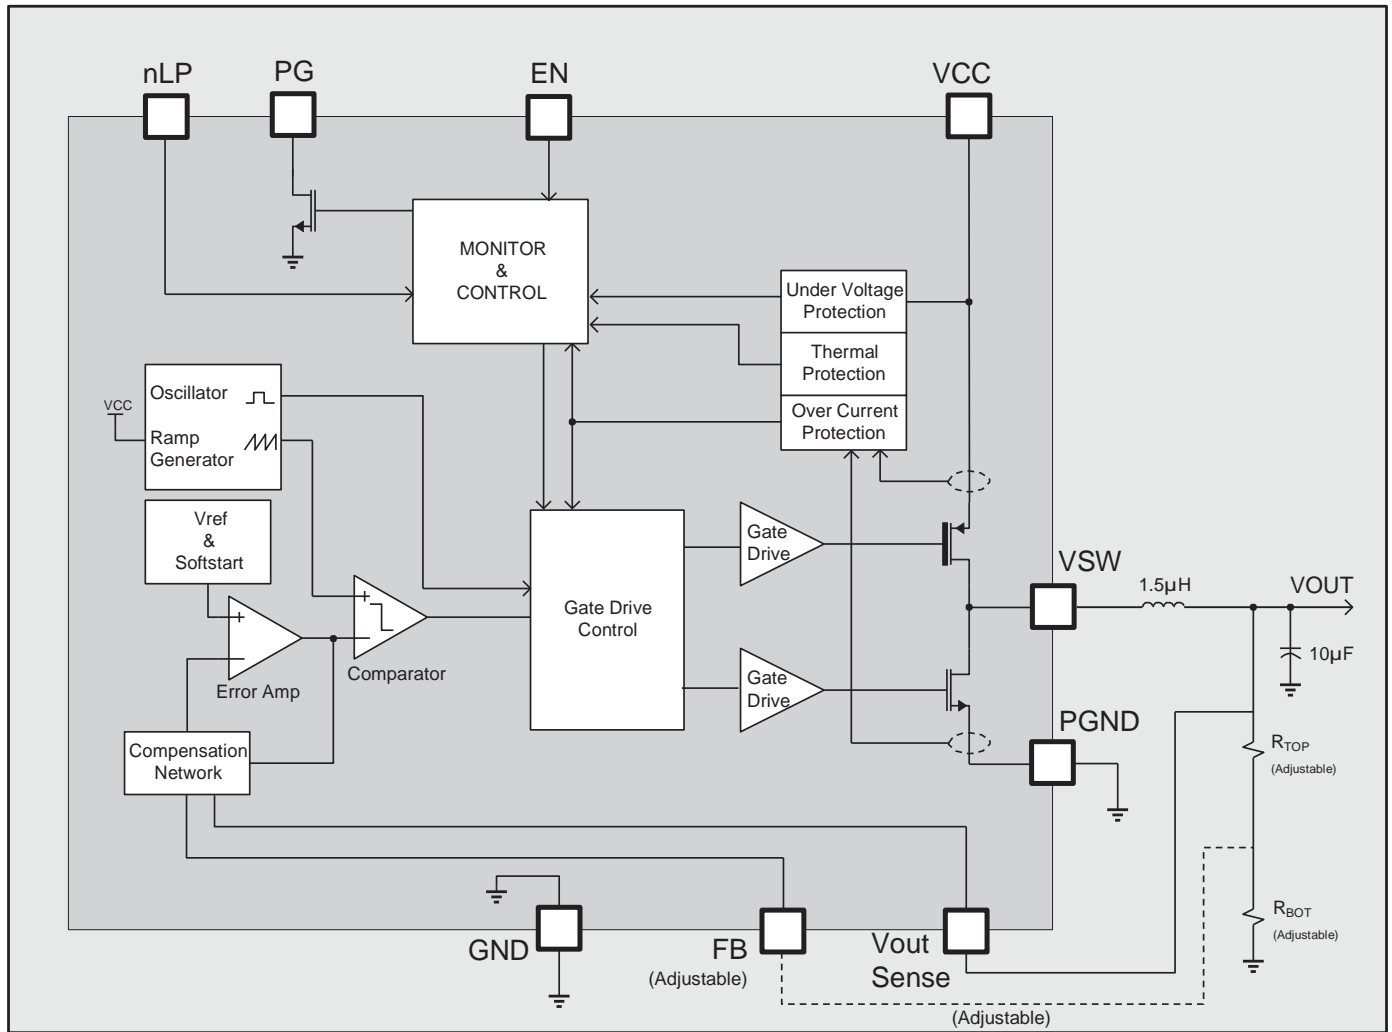 nLP
PG
EN
VCC
MONITOR
&
CONTROL
Under Voltage
Protection
Thermal
Protection
Over Current
Protection
Oscillator
VCC
Ramp
Generator
Vref
&
Softstart
Gate
Drive
VSW
1.5µH
VOUT
Gate Drive
Control
10µF
Comparator
Error Amp
Gate
Drive
PGND
Compensation
Network
RTOP
(Adjustable)
RBOT
(Adjustable)
GND
FB
(Adjustable)
Vout
Sense
(Adjustable)